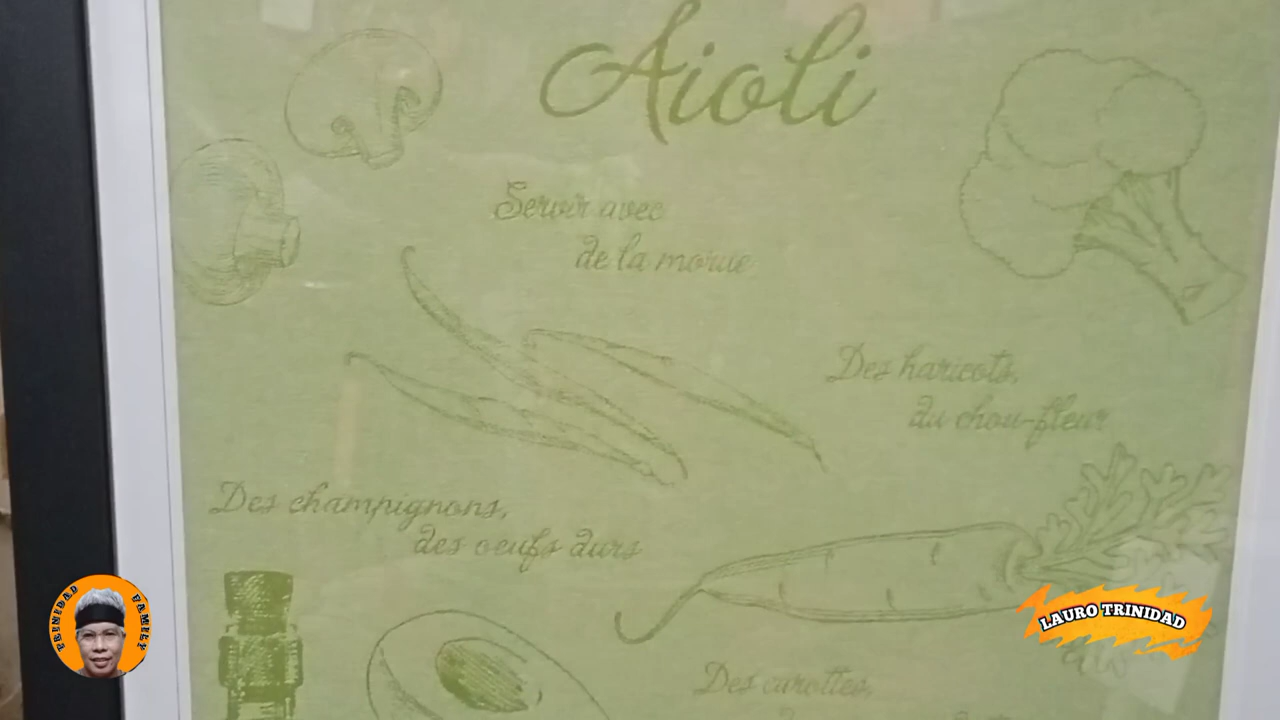 Aioli
Servir avec
de la morue
Des haricots,
du chou-fleur
Des champignons,
des oeufs durs
Des carottes,
TRINIDAD FAMILY
LAURO TRINIDAD